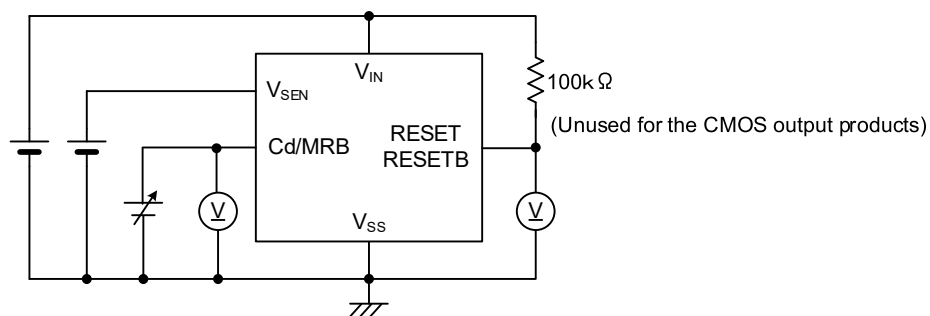 V_IN
V_SEN
100kΩ
(Unused for the CMOS output products)
RESET
Cd/MRB
RESETB
V
V
V_SS